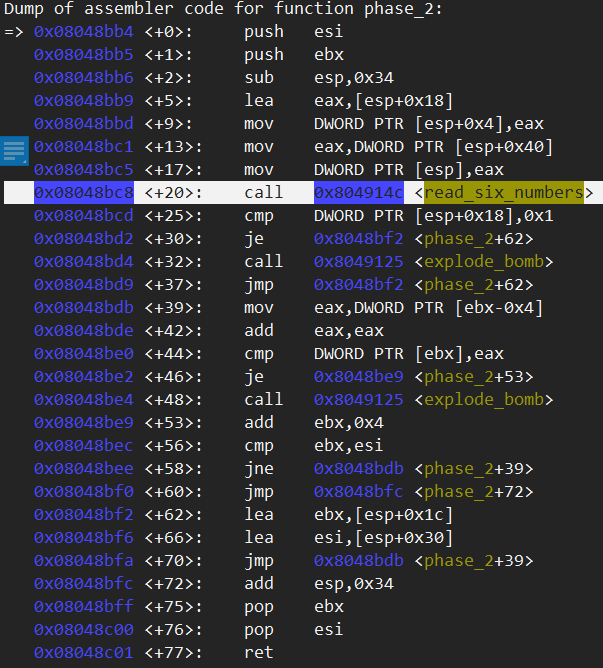 Dump of assembler code for function phase_2:
=> 0x08048bb4 <+0>: push esi
0x08048bb5 <+1>: push ebx
0x08048bb6 <+2>: sub esp,0x34
0x08048bb9 <+5>: lea eax,[esp+0x18]
0x08048bbd <+9>: mov DWORD PTR [esp+0x4],eax
0x08048bc1 <+13>: mov eax,DWORD PTR [esp+0x40]
0x08048bc5 <+17>: mov DWORD PTR [esp],eax
0x08048bc8 <+20>: call 0x804914c <read_six_numbers>
0x08048bcd <+25>: cmp DWORD PTR [esp+0x18],0x1
0x08048bd2 <+30>: je 0x8048bf2 <phase_2+62>
0x08048bd4 <+32>: call 0x8049125 <explode_bomb>
0x08048bd9 <+37>: jmp 0x8048bf2 <phase_2+62>
0x08048bdb <+39>: mov eax,DWORD PTR [ebx-0x4]
0x08048bde <+42>: add eax,eax
0x08048be0 <+44>: cmp DWORD PTR [ebx],eax
0x08048be2 <+46>: je 0x8048be9 <phase_2+53>
0x08048be4 <+48>: call 0x8049125 <explode_bomb>
0x08048be9 <+53>: add ebx,0x4
0x08048bec <+56>: cmp ebx,esi
0x08048bee <+58>: jne 0x8048bdb <phase_2+39>
0x08048bf0 <+60>: jmp 0x8048bfc <phase_2+72>
0x08048bf2 <+62>: lea ebx,[esp+0x1c]
0x08048bf6 <+66>: lea esi,[esp+0x30]
0x08048bfa <+70>: jmp 0x8048bdb <phase_2+39>
0x08048bfc <+72>: add esp,0x34
0x08048bff <+75>: pop ebx
0x08048c00 <+76>: pop esi
0x08048c01 <+77>: ret